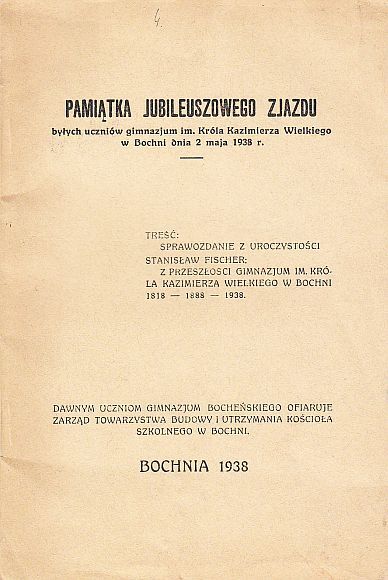 4.
PAMIĄTKA JUBILEUSZOWEGO ZJAZDU
byłych uczniów gimnazjum im. Króla Kazimierza Wielkiego
w Bochni dnia 2 maja 1938 r.
TREŚĆ:
SPRAWOZDANIE Z UROCZYSTOŚCI
STANISŁAW FISCHER:
Z PRZESZŁOSCI GIMNAZJUM IM. KRÓ-
LA KAZIMIERZA WIELKIEGO W BOCHNI
1818 — 1888 — 1938.
DAWNYM UCZNIOM GIMNAZJUM BOCHEŃSKIEGO OFIARUJE
ZARZĄD TOWARZYSTWA BUDOWY I UTRZYMANIA KOŚCIOŁA
SZKOLNEGO W BOCHNI.
BOCHNIA 1938